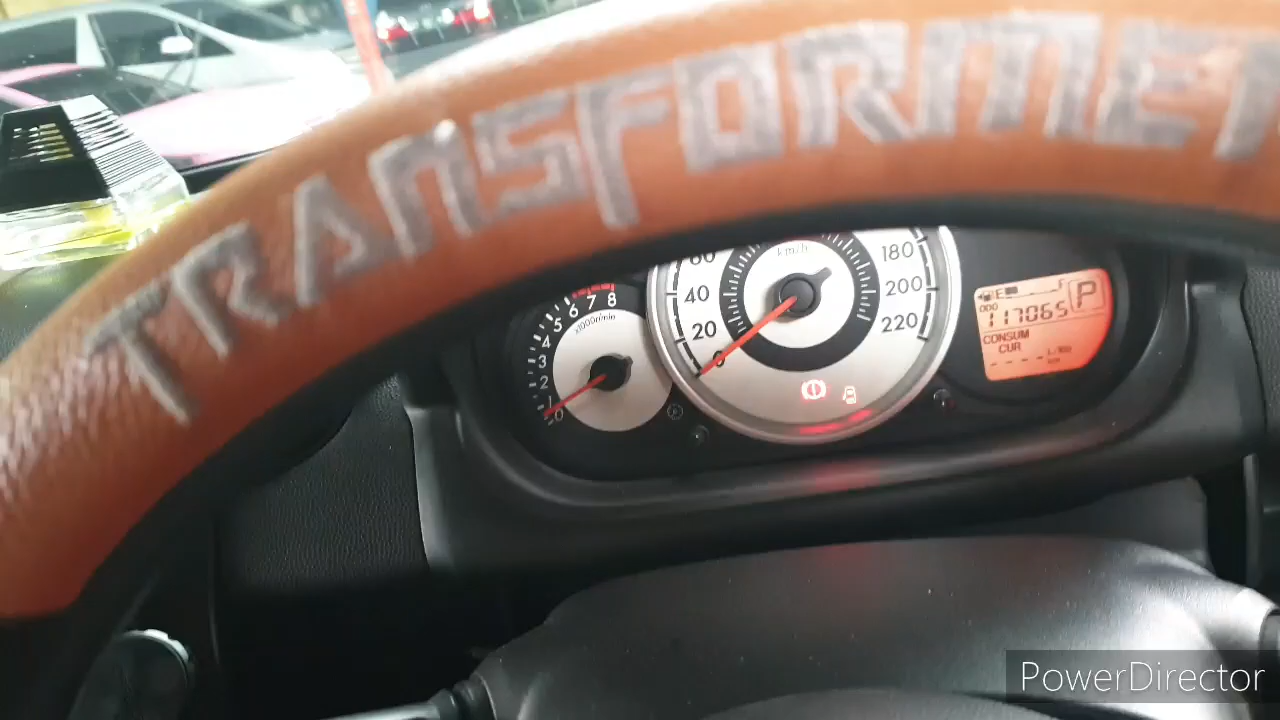 TRANSFORMER
km/h
60
180
40
200
20
220
0
8
7
6
5
4
3
2
1
0
x1000r/min
E
F
P
ODO
117065
CONSUM
CUR
- - - -
PowerDirector